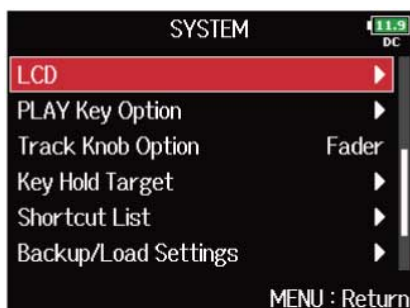 SYSTEM
11.9
DC
LCD
PLAY Key Option
Track Knob Option Fader
Key Hold Target
Shortcut List
Backup/Load Settings
MENU : Return